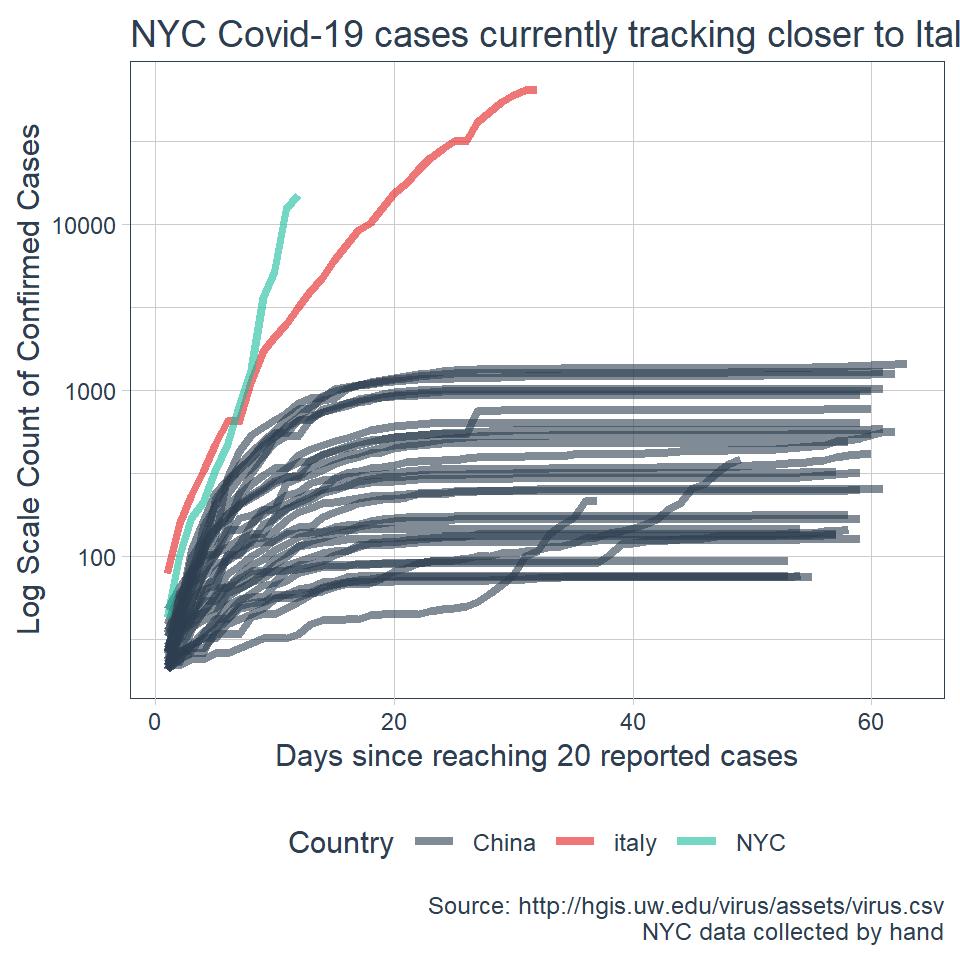 NYC Covid-19 cases currently tracking closer to Ital
Log Scale Count of Confirmed Cases
10000
1000
100
0 20 40 60
Days since reaching 20 reported cases
Country China italy NYC
Source: http://hgis.uw.edu/virus/assets/virus.csv
NYC data collected by hand